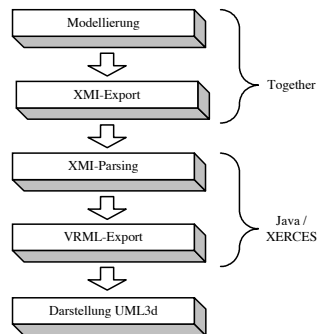 Modellierung
XMI-Export
Together
XMI-Parsing
VRML-Export
Java /
XERCES
Darstellung UML3d